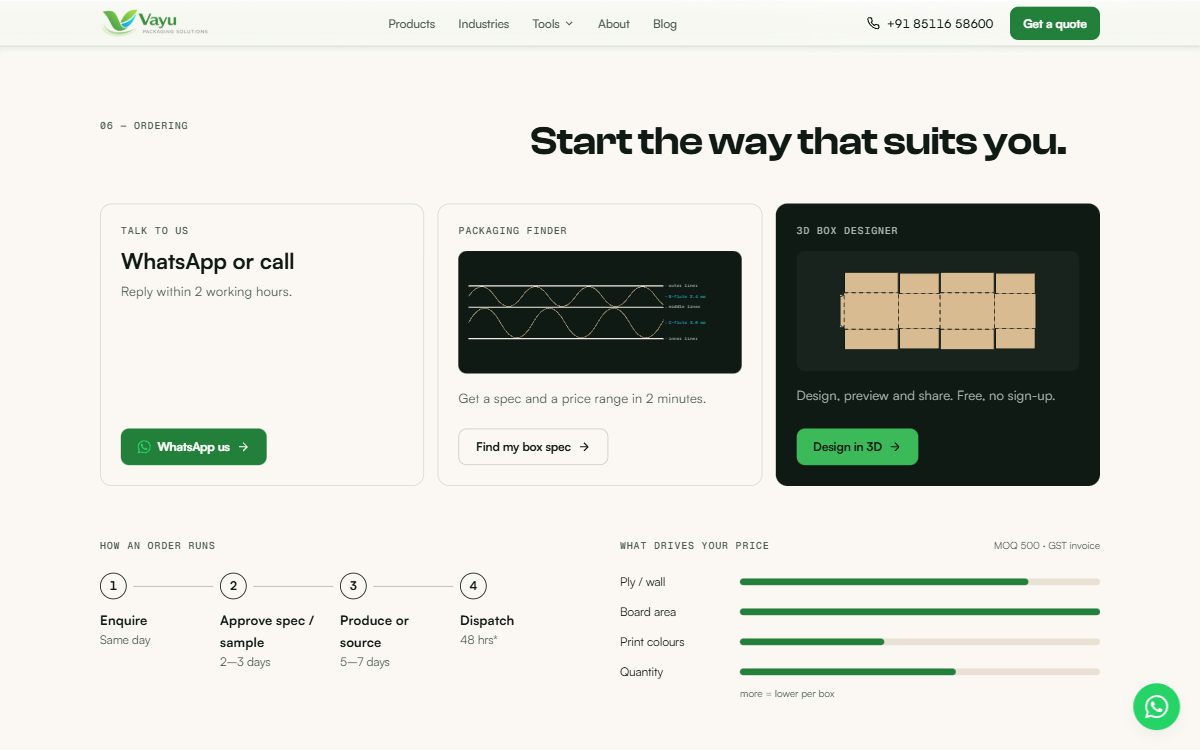 Vayu
PACKAGING SOLUTIONS
Products
Industries
Tools
About
Blog
+91 85116 58600
Get a quote
06 — ORDERING
Start the way that suits you.
TALK TO US
WhatsApp or call
Reply within 2 working hours.
WhatsApp us →
PACKAGING FINDER
outer liner
B-flute 2.4 mm
middle liner
inner liner
Get a spec and a price range in 2 minutes.
Find my box spec →
3D BOX DESIGNER
Design, preview and share. Free, no sign-up.
Design in 3D →
HOW AN ORDER RUNS
1
Enquire
Same day
2
Approve spec /
sample
2–3 days
3
Produce or
source
5–7 days
4
Dispatch
48 hrs*
WHAT DRIVES YOUR PRICE
MOQ 500 · GST invoice
Ply / wall
Board area
Print colours
Quantity
more = lower per box